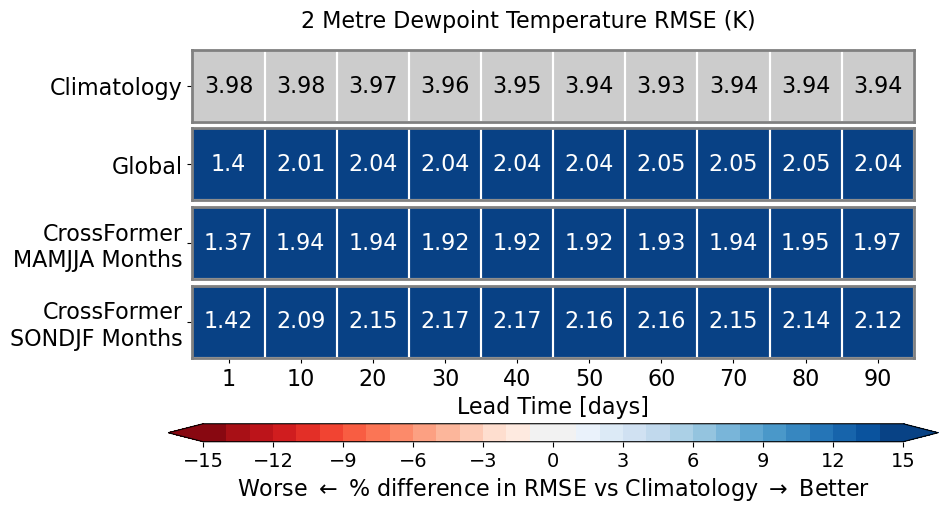 2 Metre Dewpoint Temperature RMSE (K)
Climatology 3.98 3.98 3.97 3.96 3.95 3.94 3.93 3.94 3.94 3.94
Global 1.4 2.01 2.04 2.04 2.04 2.04 2.05 2.05 2.05 2.04
CrossFormer
MAMJJA Months 1.37 1.94 1.94 1.92 1.92 1.92 1.93 1.94 1.95 1.97
CrossFormer
SONDJF Months 1.42 2.09 2.15 2.17 2.17 2.16 2.16 2.15 2.14 2.12
1 10 20 30 40 50 60 70 80 90
Lead Time [days]
−15 −12 −9 −6 −3 0 3 6 9 12 15
Worse ← % difference in RMSE vs Climatology → Better